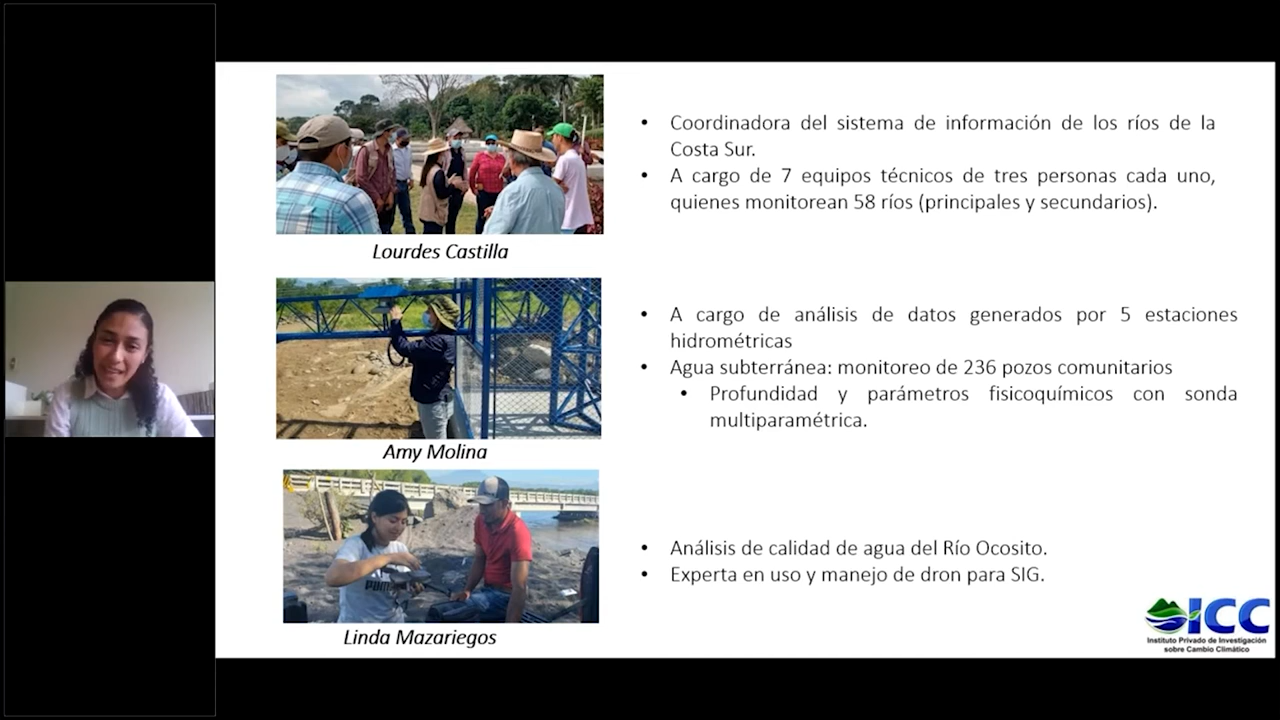 • Coordinadora del sistema de información de los ríos de la
Costa Sur.
• A cargo de 7 equipos técnicos de tres personas cada uno,
quienes monitorean 58 ríos (principales y secundarios).
Lourdes Castilla
• A cargo de análisis de datos generados por 5 estaciones
hidrométricas
• Agua subterránea: monitoreo de 236 pozos comunitarios
• Profundidad y parámetros fisicoquímicos con sonda
multiparamétrica.
Amy Molina
• Análisis de calidad de agua del Río Ocosito.
• Experta en uso y manejo de dron para SIG.
Linda Mazariegos
ICC
Instituto Privado de Investigación
sobre Cambio Climático